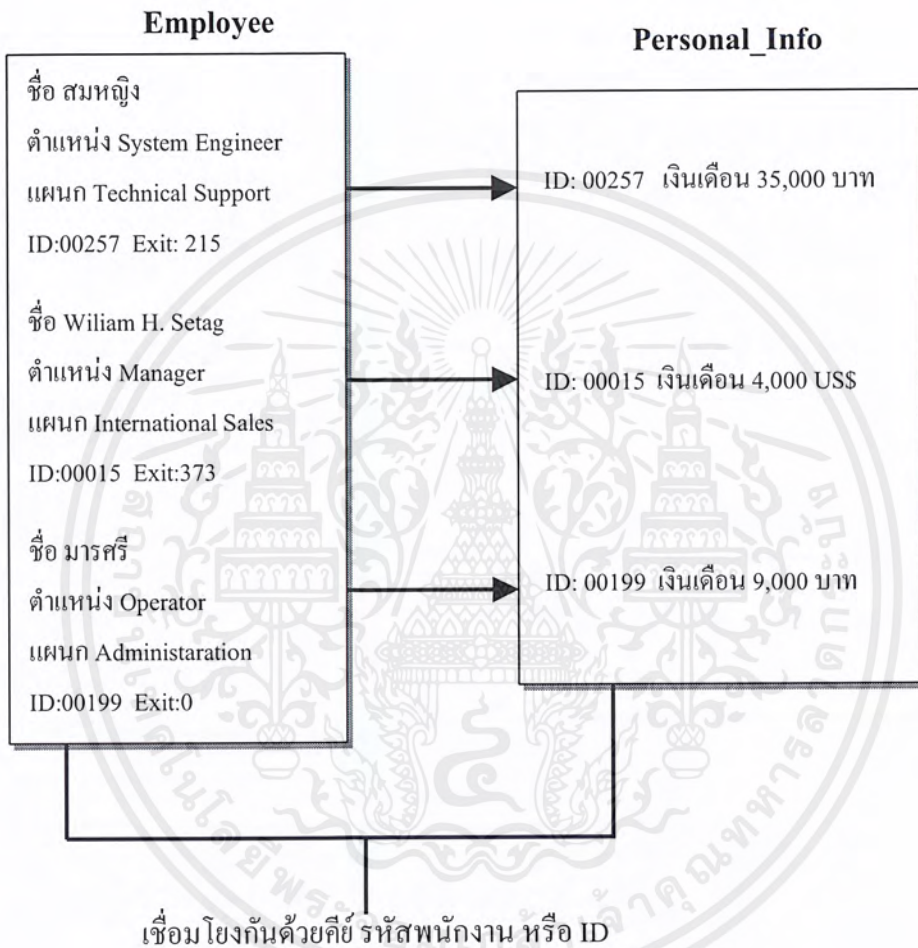 Employee
ชื่อ สมหญิง
ตำแหน่ง System Engineer
แผนก Technical Support
ID:00257 Exit: 215
ชื่อ Wiliam H. Setag
ตำแหน่ง Manager
แผนก International Sales
ID:00015 Exit:373
ชื่อ มารศรี
ตำแหน่ง Operator
แผนก Administaration
ID:00199 Exit:0
Personal_Info
ID: 00257 เงินเดือน 35,000 บาท
ID: 00015 เงินเดือน 4,000 US$
ID: 00199 เงินเดือน 9,000 บาท
เชื่อมโยงกันด้วยคีย์ รหัสพนักงาน หรือ ID